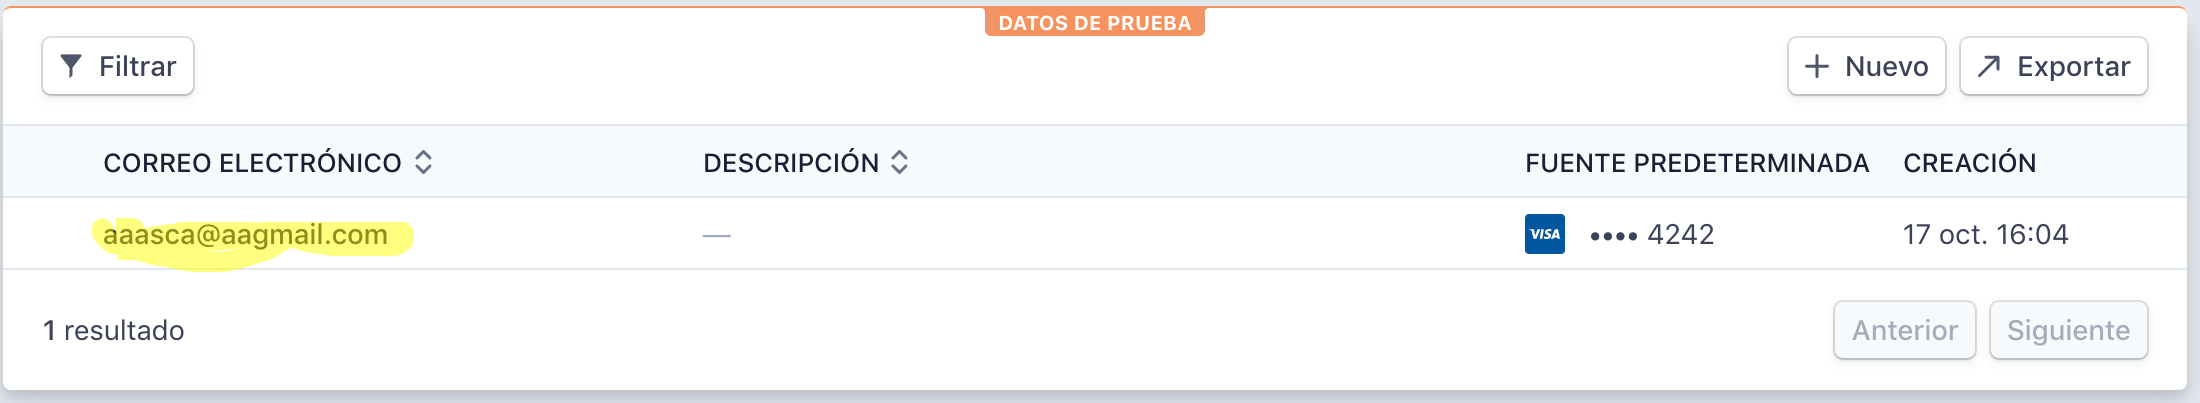 DATOS DE PRUEBA
Filtrar
Nuevo
Exportar
CORREO ELECTRÓNICO DESCRIPCIÓN FUENTE PREDETERMINADA CREACIÓN
aaasca@aagmail.com — VISA •••• 4242 17 oct. 16:04
1 resultado
Anterior
Siguiente